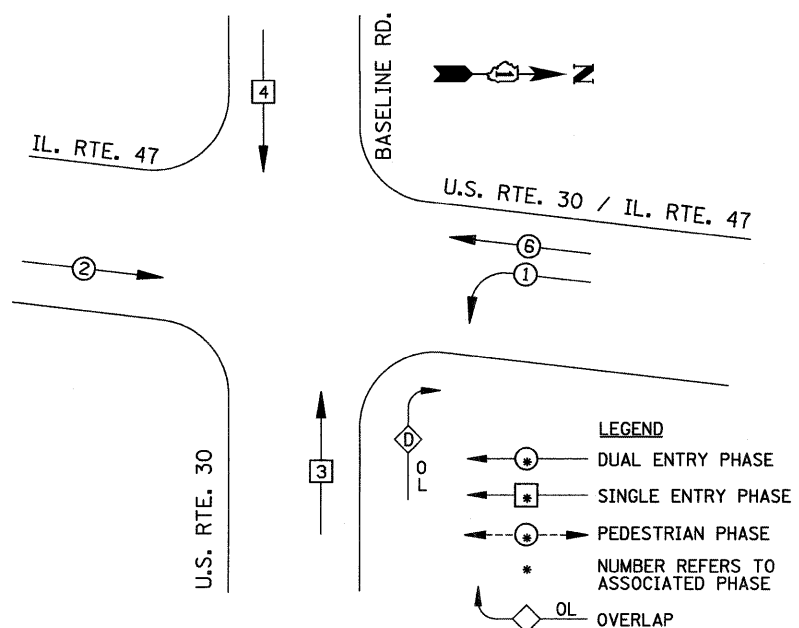 4
BASELINE RD.
N
IL. RTE. 47
U.S. RTE. 30 / IL. RTE. 47
6
2
1
U.S. RTE. 30
3
D
O
L
LEGEND
* DUAL ENTRY PHASE
* SINGLE ENTRY PHASE
* PEDESTRIAN PHASE
* NUMBER REFERS TO
ASSOCIATED PHASE
OL OVERLAP